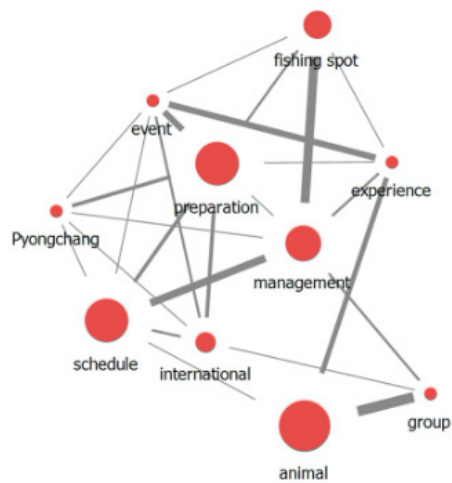 fishing spot
event
experience
preparation
Pyongchang
management
schedule
international
group
animal